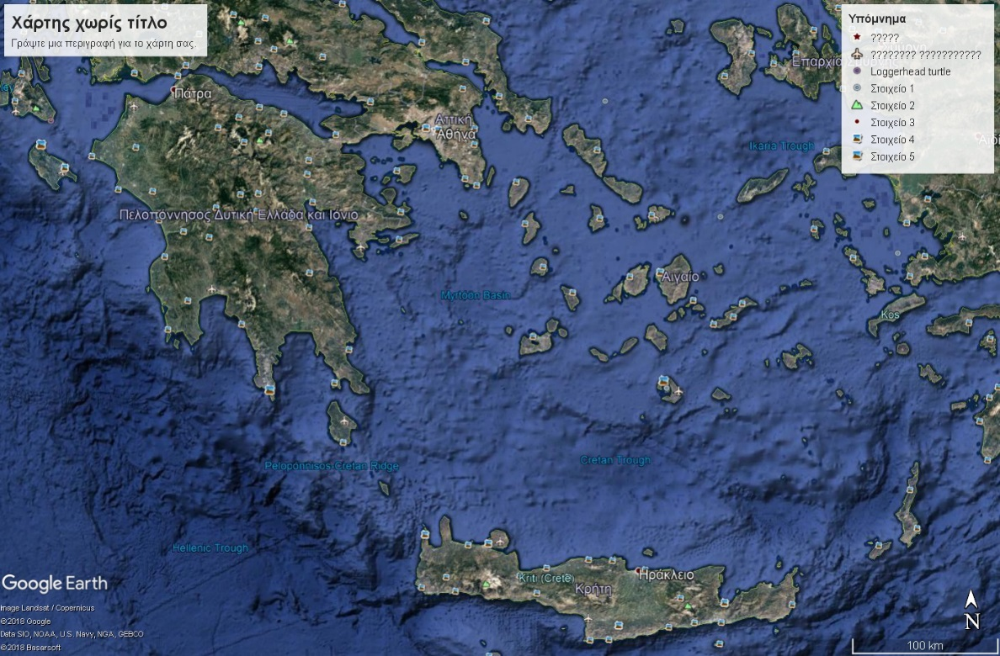 Χάρτης χωρίς τίτλο
Γράψτε μια περιγραφή για το χάρτη σας.
Υπόμνημα
?????
???????? ???????????
Loggerhead turtle
Στοιχείο 1
Στοιχείο 2
Στοιχείο 3
Στοιχείο 4
Στοιχείο 5
Επαρχία Σμύρνης
Πάτρα
Αττική
Αθήνα
Ikaria Trough
Πελοπόννησος Δυτική Ελλάδα και Ιόνιο
Αιγαίο
Myrtoon Basin
Kos
Cretan Trough
Peloponnisos-Cretan Ridge
Hellenic Trough
Kriti (Crete)
Ηράκλειο
Κρήτη
Google Earth
Image Landsat / Copernicus
©2018 Google
Data SIO, NOAA, U.S. Navy, NGA, GEBCO
©2018 Basarsoft
N
100 km